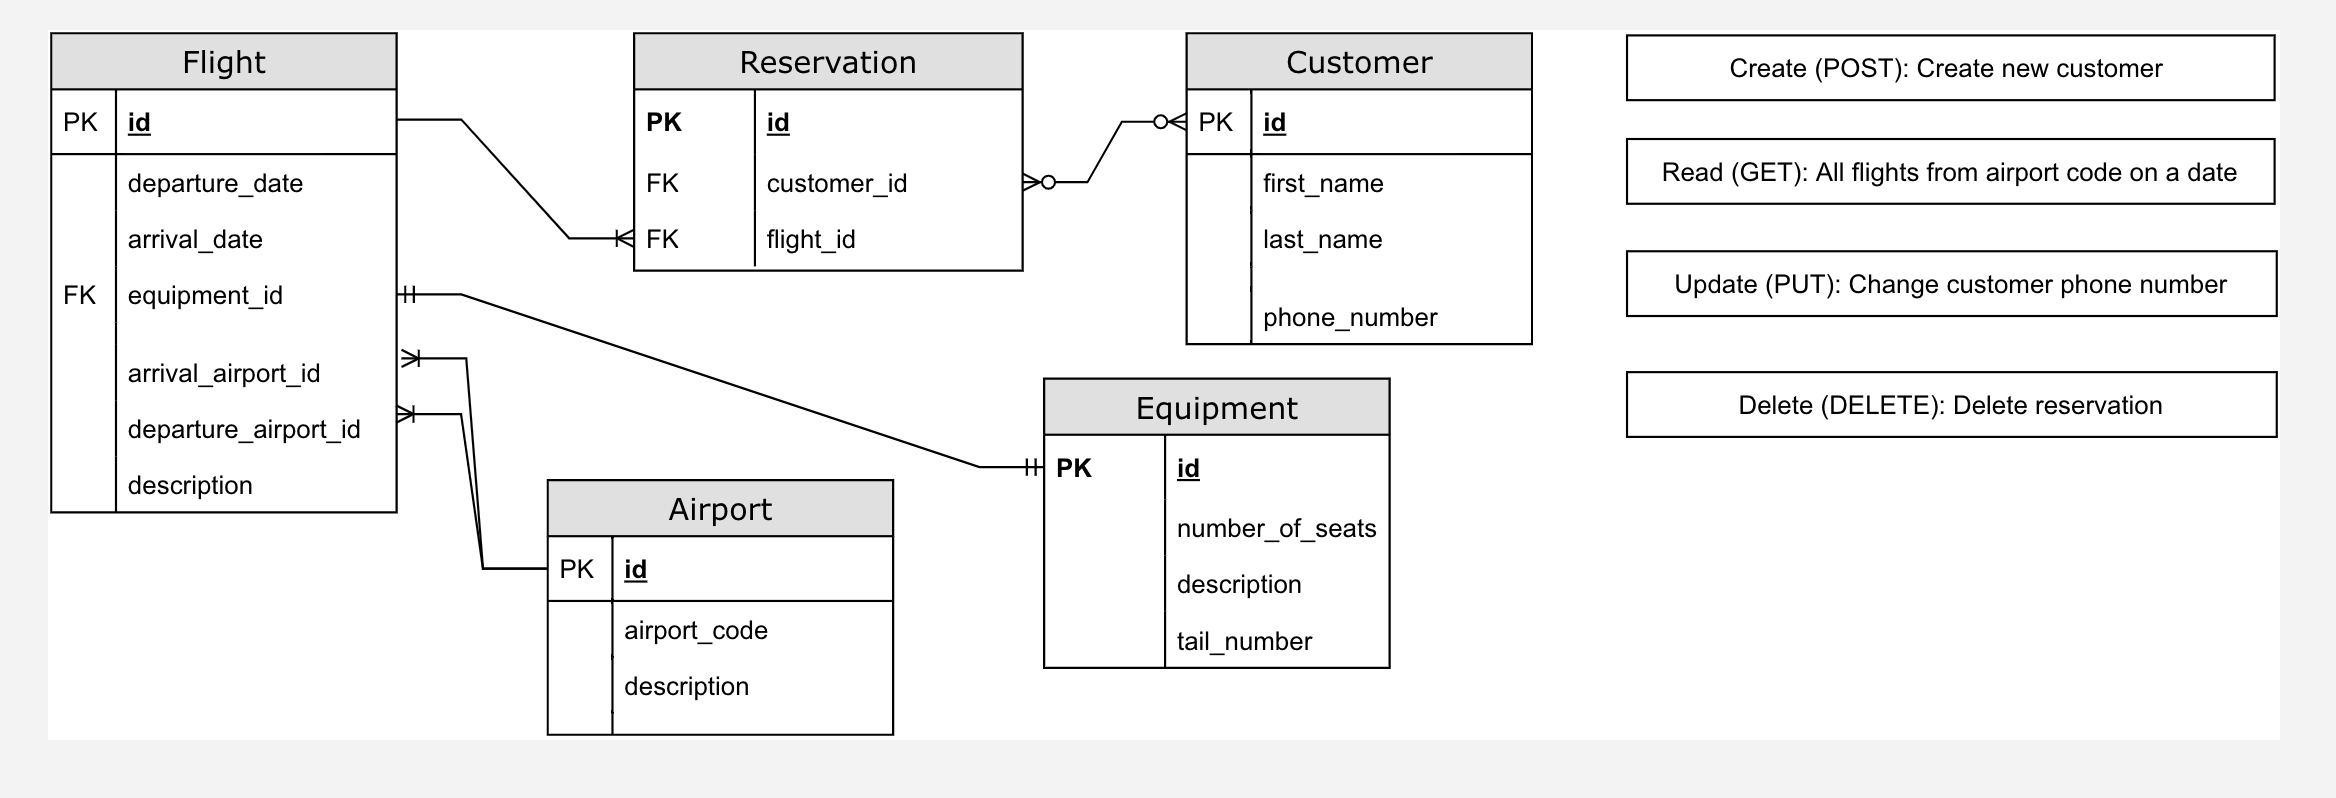 Flight
PK id
departure_date
arrival_date
FK equipment_id
arrival_airport_id
departure_airport_id
description
Reservation
PK id
FK customer_id
FK flight_id
Customer
PK id
first_name
last_name
phone_number
Airport
PK id
airport_code
description
Equipment
PK id
number_of_seats
description
tail_number
Create (POST): Create new customer
Read (GET): All flights from airport code on a date
Update (PUT): Change customer phone number
Delete (DELETE): Delete reservation